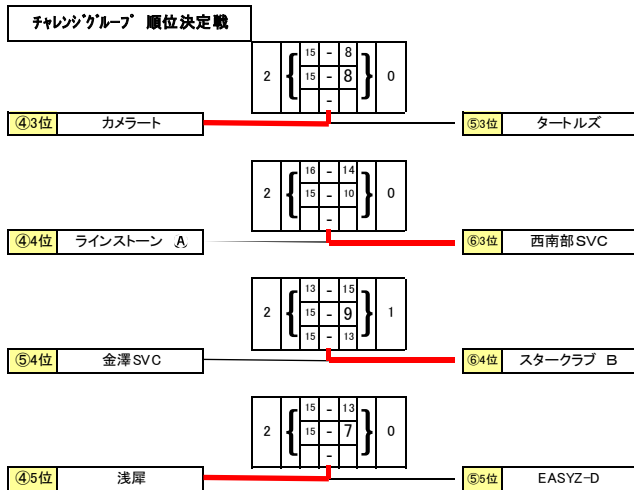 チャレンジグループ 順位決定戦
15 - 8
2 { 15 - 8 } 0
-
④3位 カメラート ⑤3位 タートルズ
16 - 14
2 { 15 - 10 } 0
-
④4位 ラインストーン A ⑥3位 西南部SVC
13 - 15
2 { 15 - 9 } 1
15 - 13
⑤4位 金澤SVC ⑥4位 スタークラブ B
15 - 13
2 { 15 - 7 } 0
-
④5位 浅犀 ⑤5位 EASYZ-D